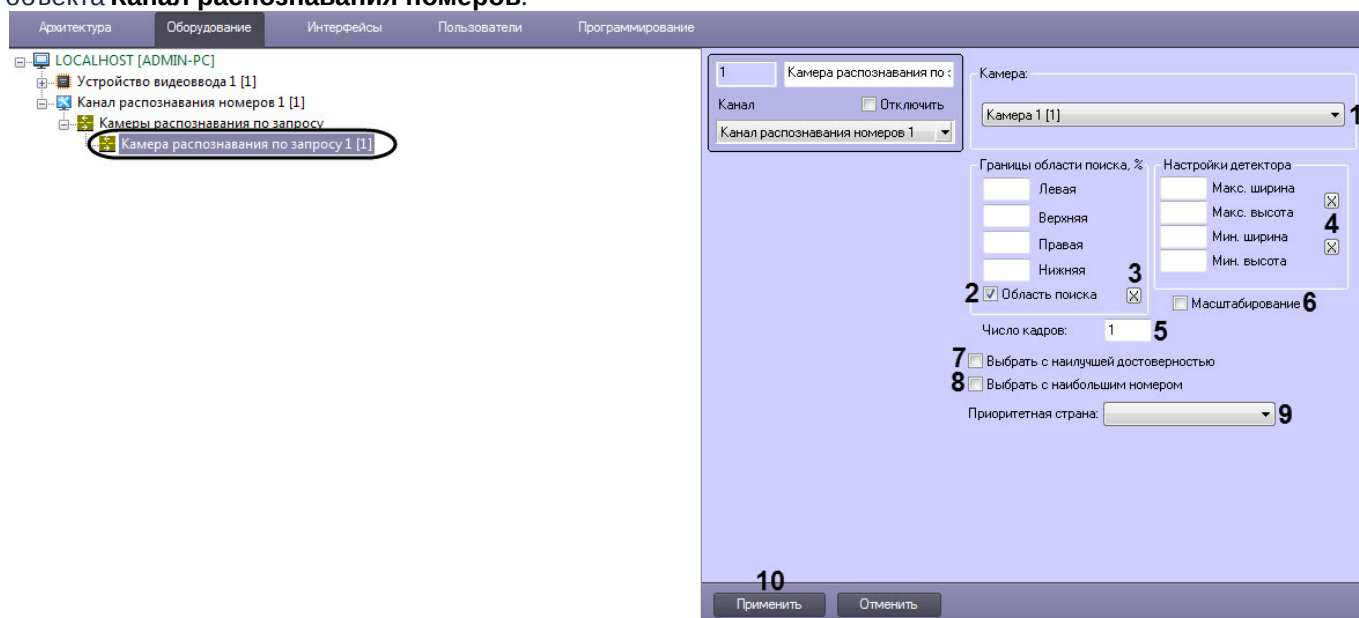 объекта Канал распознавания номеров.
Архитектура Оборудование Интерфейсы Пользователи Программирование
LOCALHOST [ADMIN-PC]
Устройство видеоввода 1 [1]
Канал распознавания номеров 1 [1]
Камеры распознавания по запросу
Камера распознавания по запросу 1 [1]
1 Камера распознавания по
Канал Отключить
Канал распознавания номеров 1
Камера:
Камера 1 [1] 1
Границы области поиска, %
Левая
Верхняя
Правая
Нижняя
3
2 Область поиска
Настройки детектора
Макс. ширина
Макс. высота
4
Мин. ширина
Мин. высота
Масштабирование 6
Число кадров: 1 5
7 Выбрать с наилучшей достоверностью
8 Выбрать с наибольшим номером
Приоритетная страна: 9
10
Применить Отменить